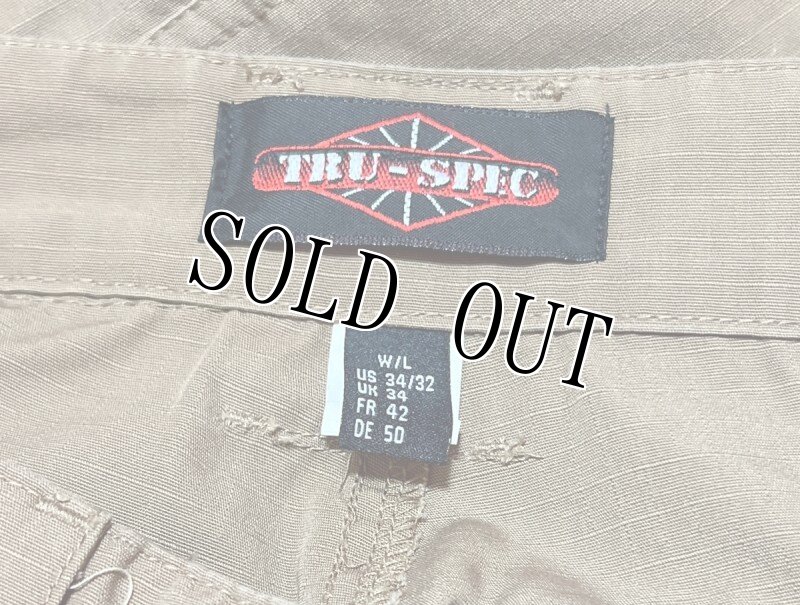 TRU-SPEC
SOLD OUT
W/L
US 34/32
UK 34
FR 42
DE 50